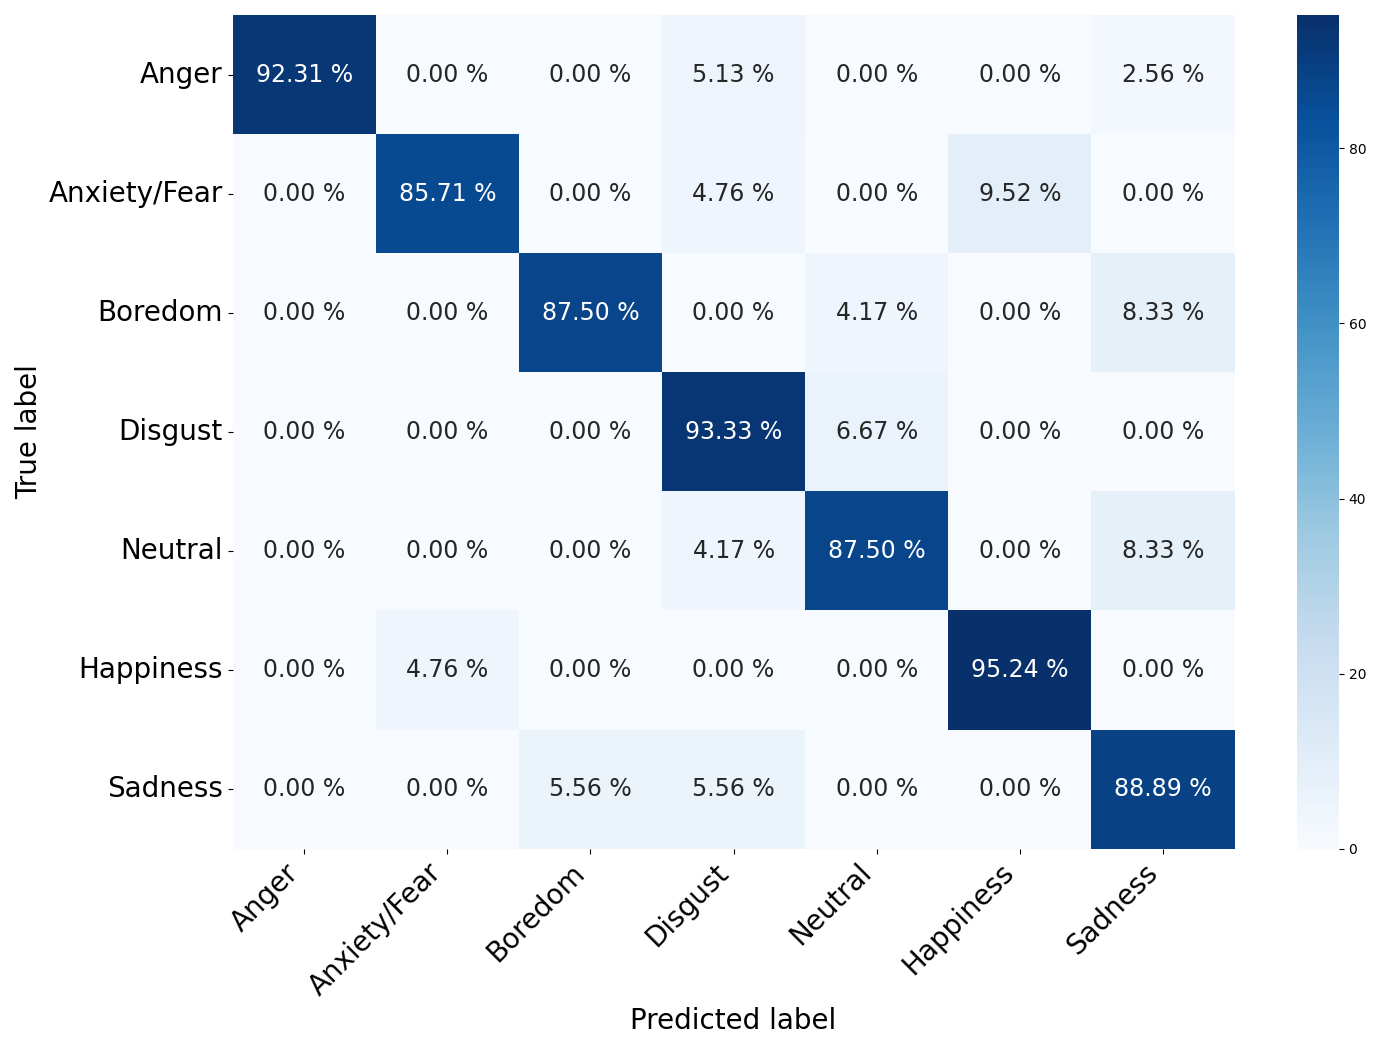 Anger 92.31 % 0.00 % 0.00 % 5.13 % 0.00 % 0.00 % 2.56 %
Anxiety/Fear 0.00 % 85.71 % 0.00 % 4.76 % 0.00 % 9.52 % 0.00 %
Boredom 0.00 % 0.00 % 87.50 % 0.00 % 4.17 % 0.00 % 8.33 %
Disgust 0.00 % 0.00 % 0.00 % 93.33 % 6.67 % 0.00 % 0.00 %
Neutral 0.00 % 0.00 % 0.00 % 4.17 % 87.50 % 0.00 % 8.33 %
Happiness 0.00 % 4.76 % 0.00 % 0.00 % 0.00 % 95.24 % 0.00 %
Sadness 0.00 % 0.00 % 5.56 % 5.56 % 0.00 % 0.00 % 88.89 %
True label
Anger Anxiety/Fear Boredom Disgust Neutral Happiness Sadness
Predicted label
80
60
40
20
0